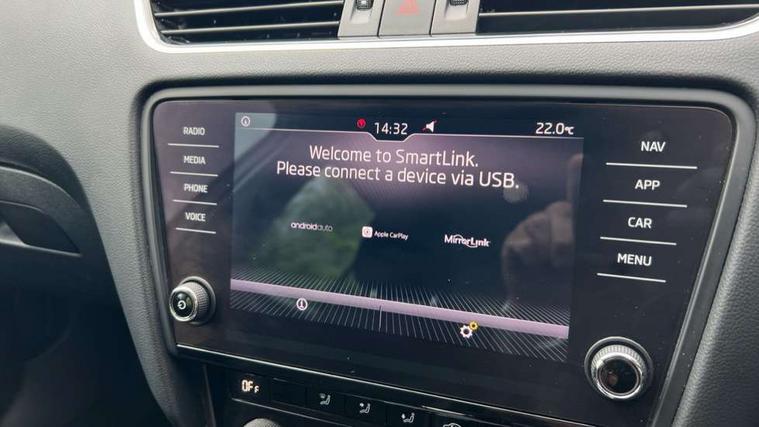 RADIO
MEDIA
PHONE
VOICE
14:32
22.0°C
Welcome to SmartLink.
Please connect a device via USB.
androidauto
Apple CarPlay
MirrorLink
NAV
APP
CAR
MENU
OFF